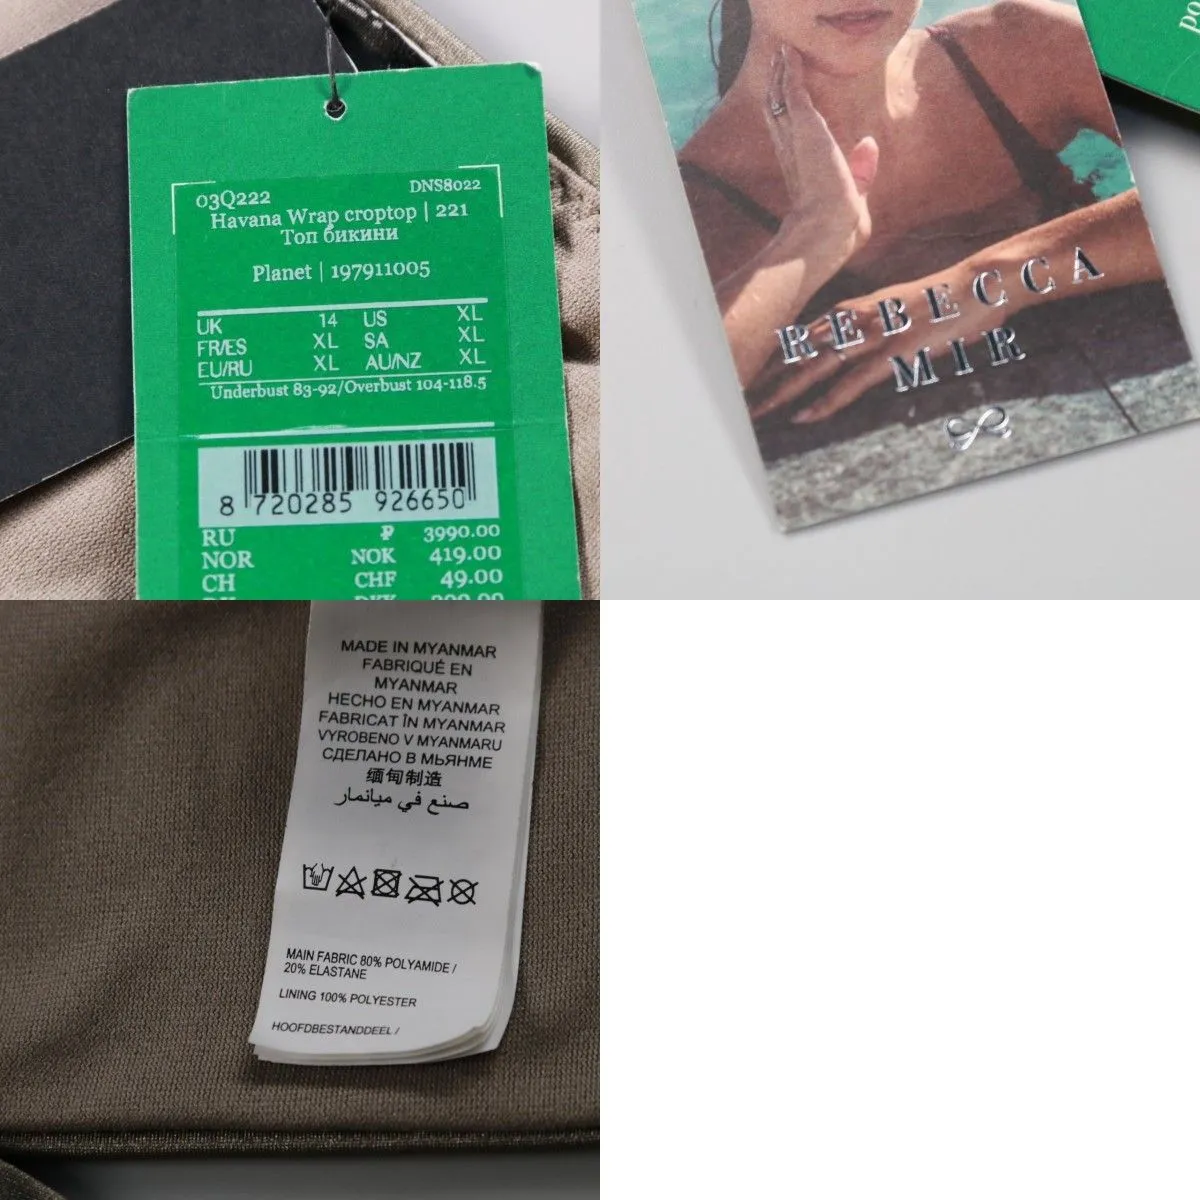 03Q222 DNS8022
Havana Wrap croptop | 221
Топ бикини
Planet | 197911005
UK 14 US XL
FR/ES XL SA XL
EU/RU XL AU/NZ XL
Underbust 83-92/Overbust 104-118.5
8 720285 926650
RU ₽ 3990.00
NOR NOK 419.00
CH CHF 49.00
REBECCA
MIR
MADE IN MYANMAR
FABRIQUÉ EN
MYANMAR
HECHO EN MYANMAR
FABRICAT ÎN MYANMAR
VYROBENO V MYANMARU
СДЕЛАНО В МЬЯНМЕ
缅甸制造
صنع في ميانمار
MAIN FABRIC 80% POLYAMIDE /
20% ELASTANE
LINING 100% POLYESTER
HOOFDBESTANDDEEL /